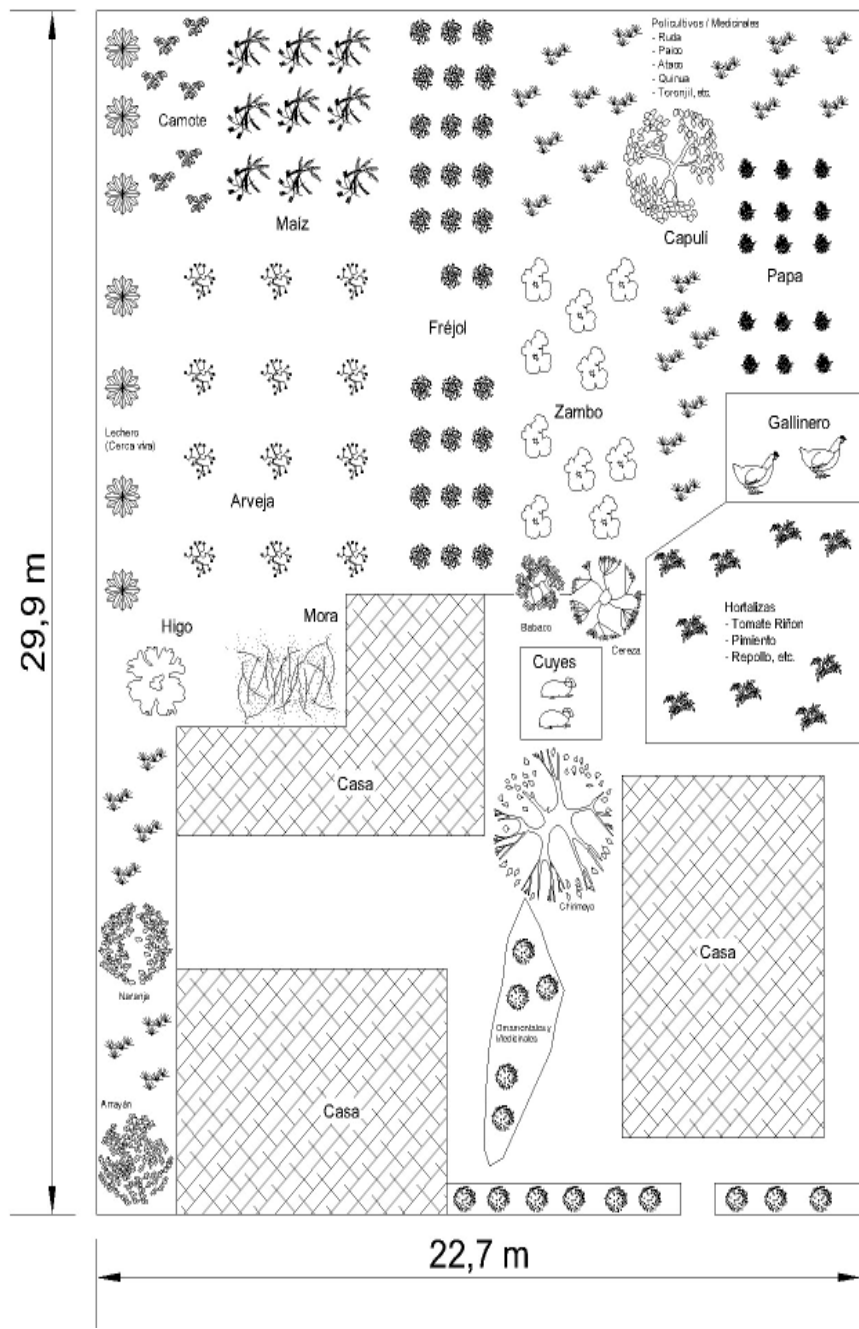 Policultivos / Medicinales
- Ruda
- Paico
- Ataco
- Quinua
- Toronjil, etc.
Camote
Maíz
Capulí
Papa
Fréjol
Zambo
Gallinero
Lechero
(Cerca viva)
Arveja
29,9 m
Higo
Mora
Babaco
Cereza
Hortalizas
- Tomate Riñon
- Pimiento
- Repollo, etc.
Cuyes
Casa
Chirimoyo
Casa
Naranja
Ornamentales y
Medicinales
Casa
Arrayán
22,7 m